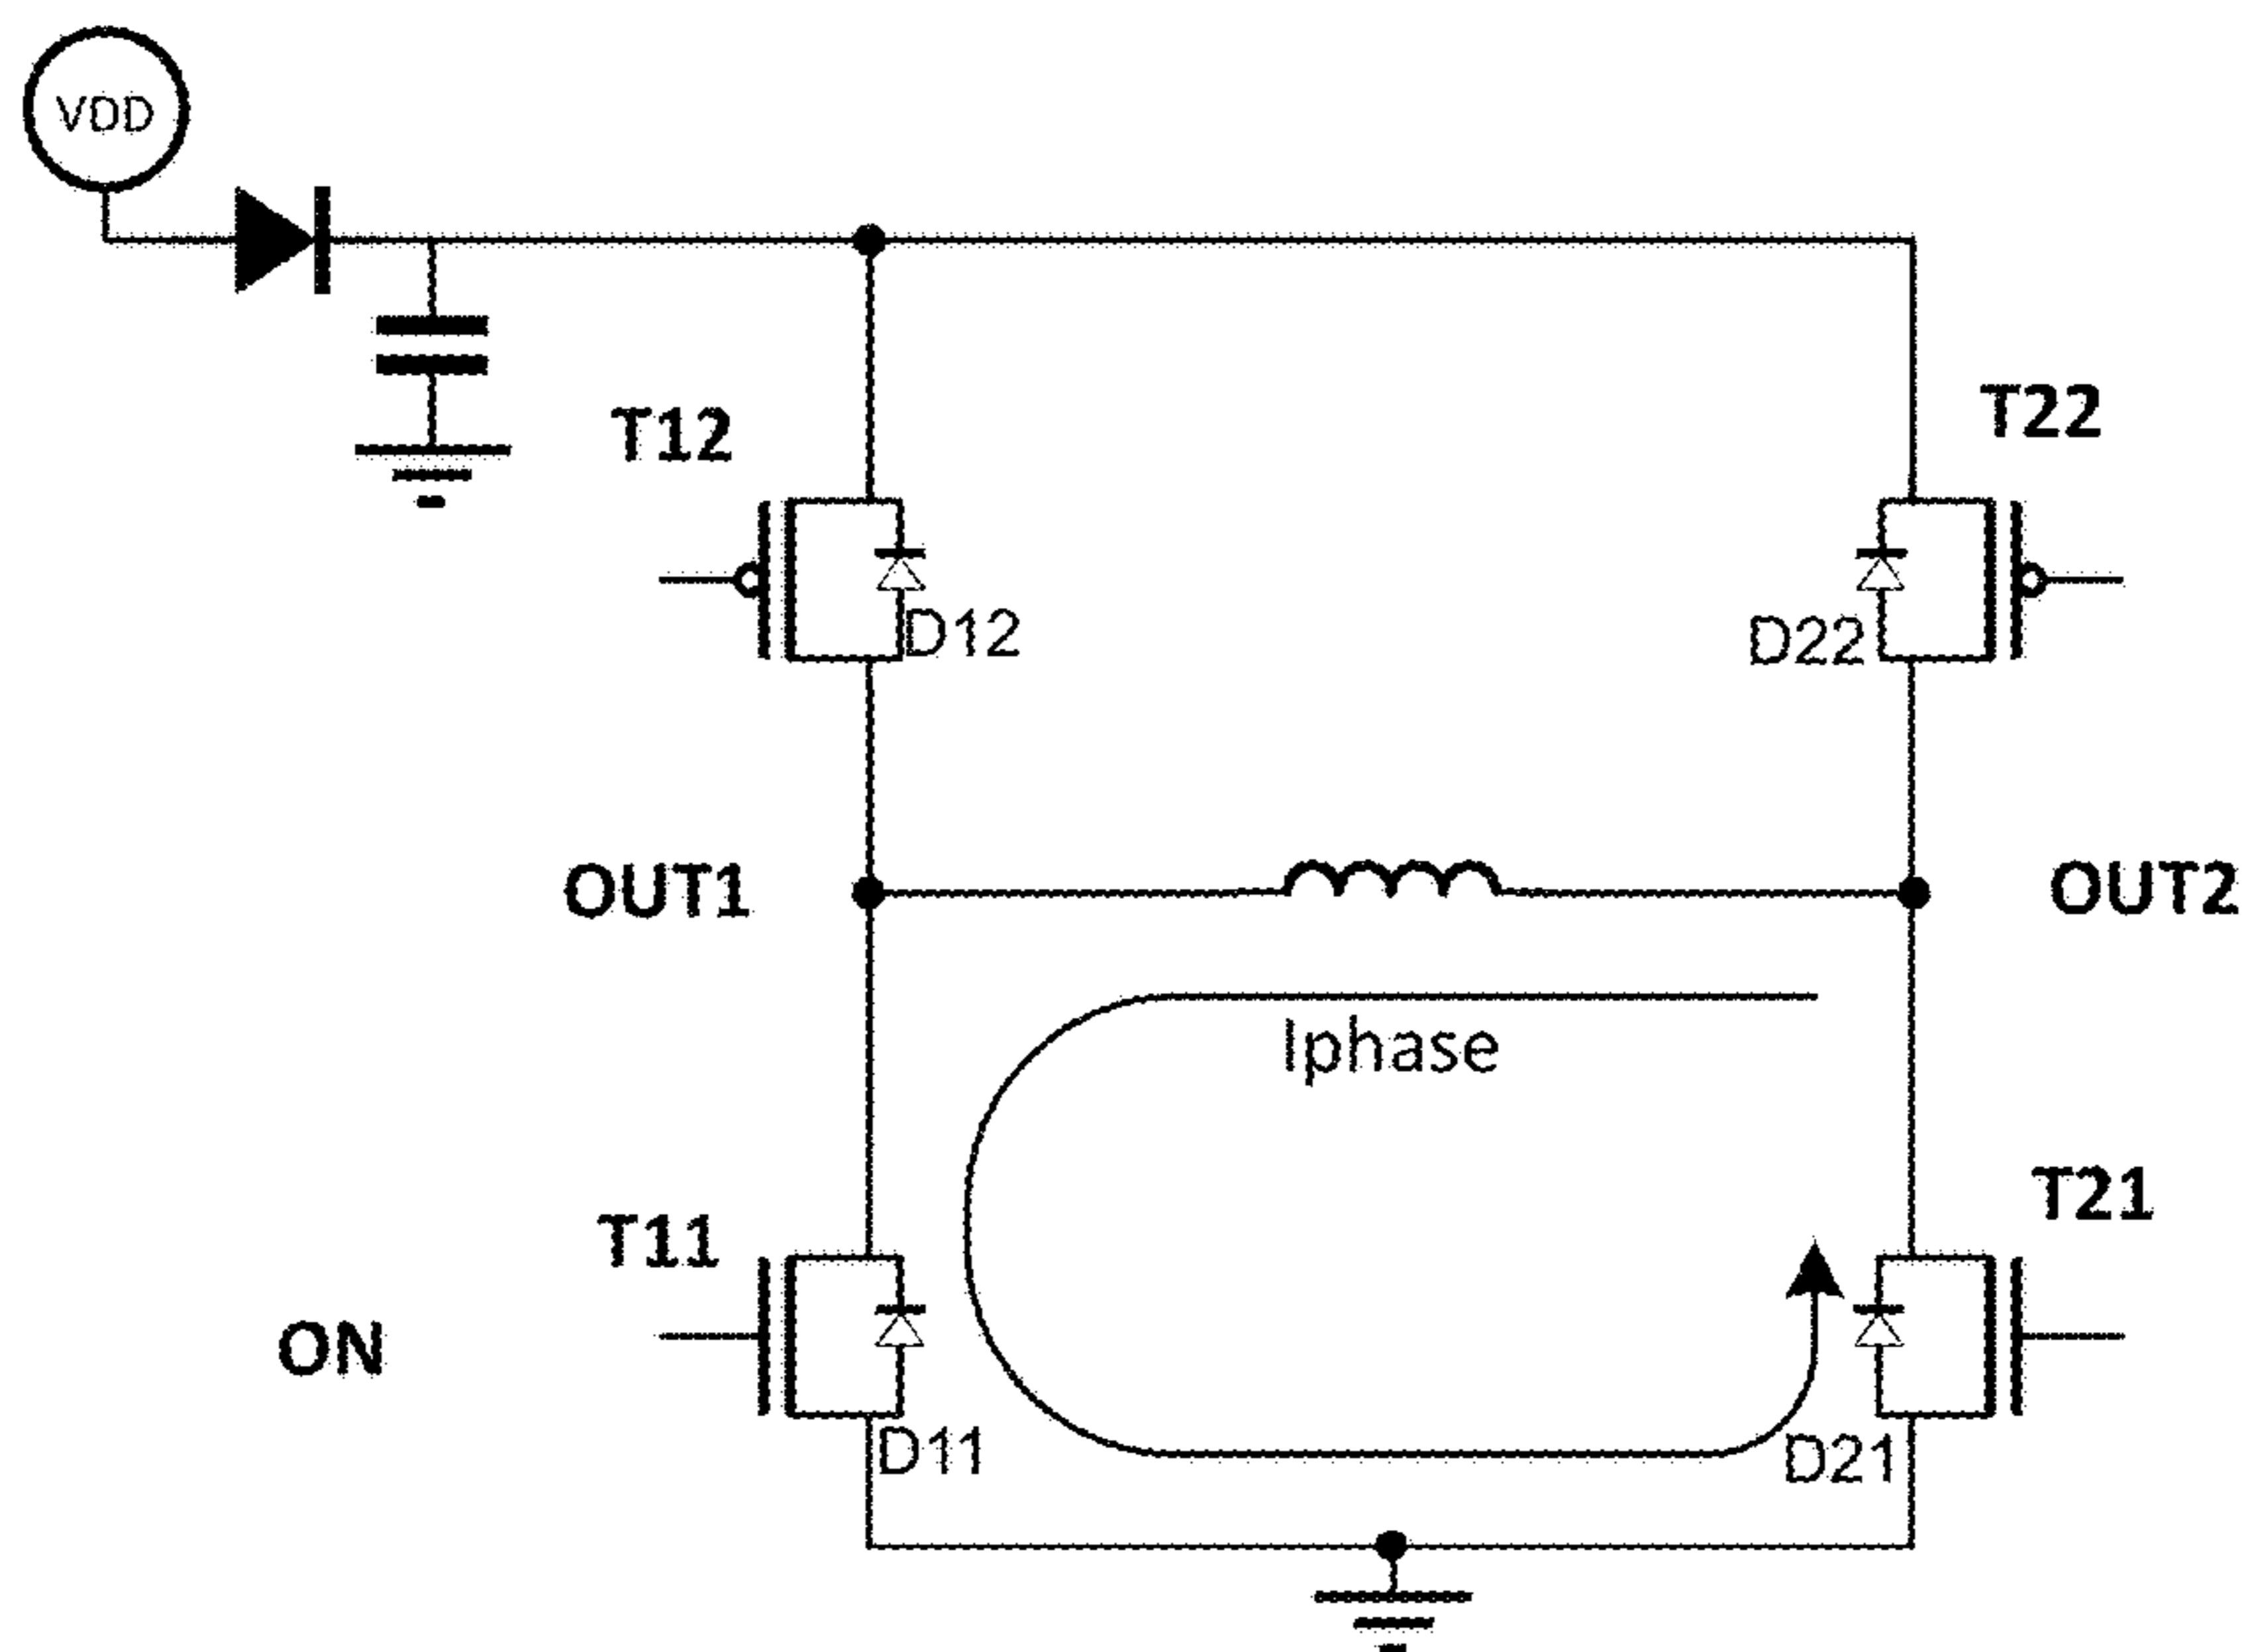 VDD
T12
T22
D12
D22
OUT1
OUT2
Iphase
T11
T21
ON
D11
D21